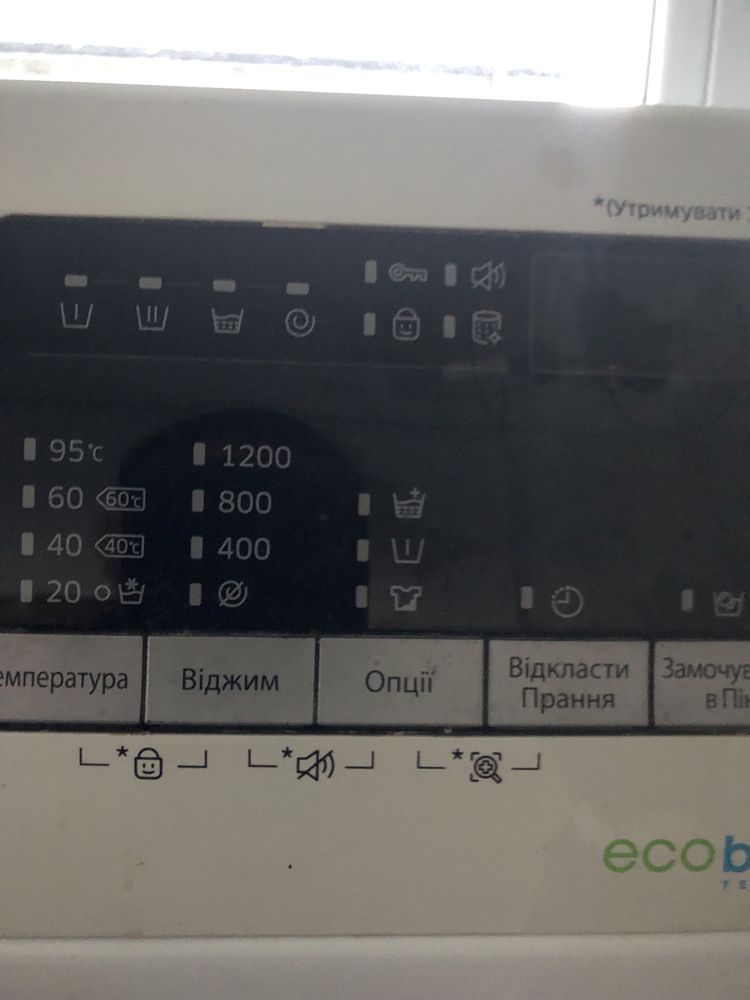 *(Утримувати
95℃
60 60℃
40 40℃
20
1200
800
400
Віджим
Опції
Відкласти
Прання
* * *
eco